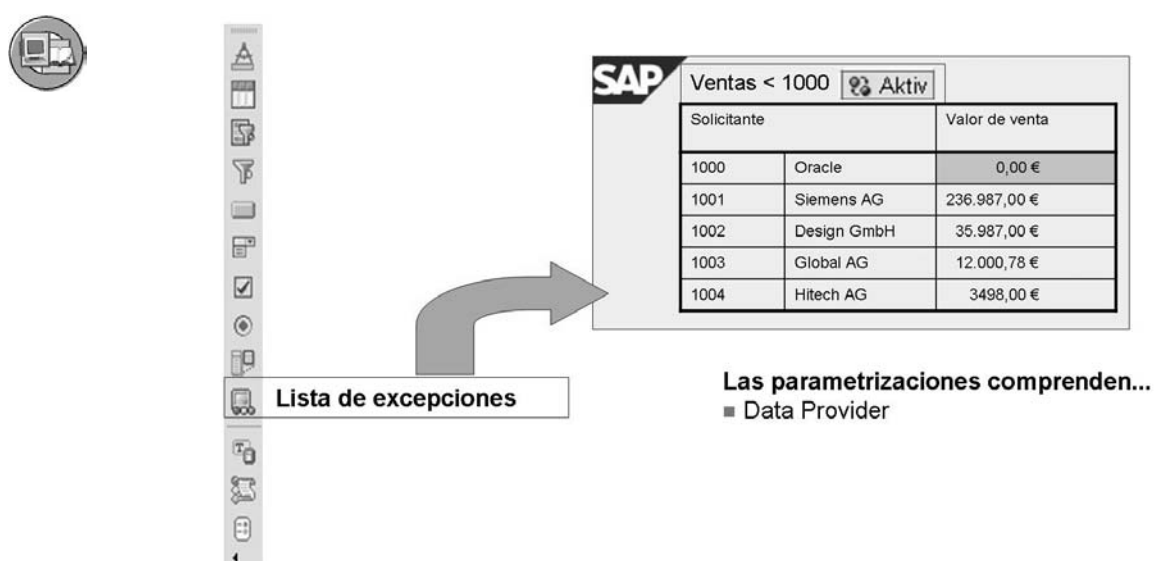 SAP
Ventas < 1000 Aktiv
Solicitante Valor de venta
1000 Oracle 0,00 €
1001 Siemens AG 236.987,00 €
1002 Design GmbH 35.987,00 €
1003 Global AG 12.000,78 €
1004 Hitech AG 3498,00 €
Lista de excepciones
Las parametrizaciones comprenden...
Data Provider